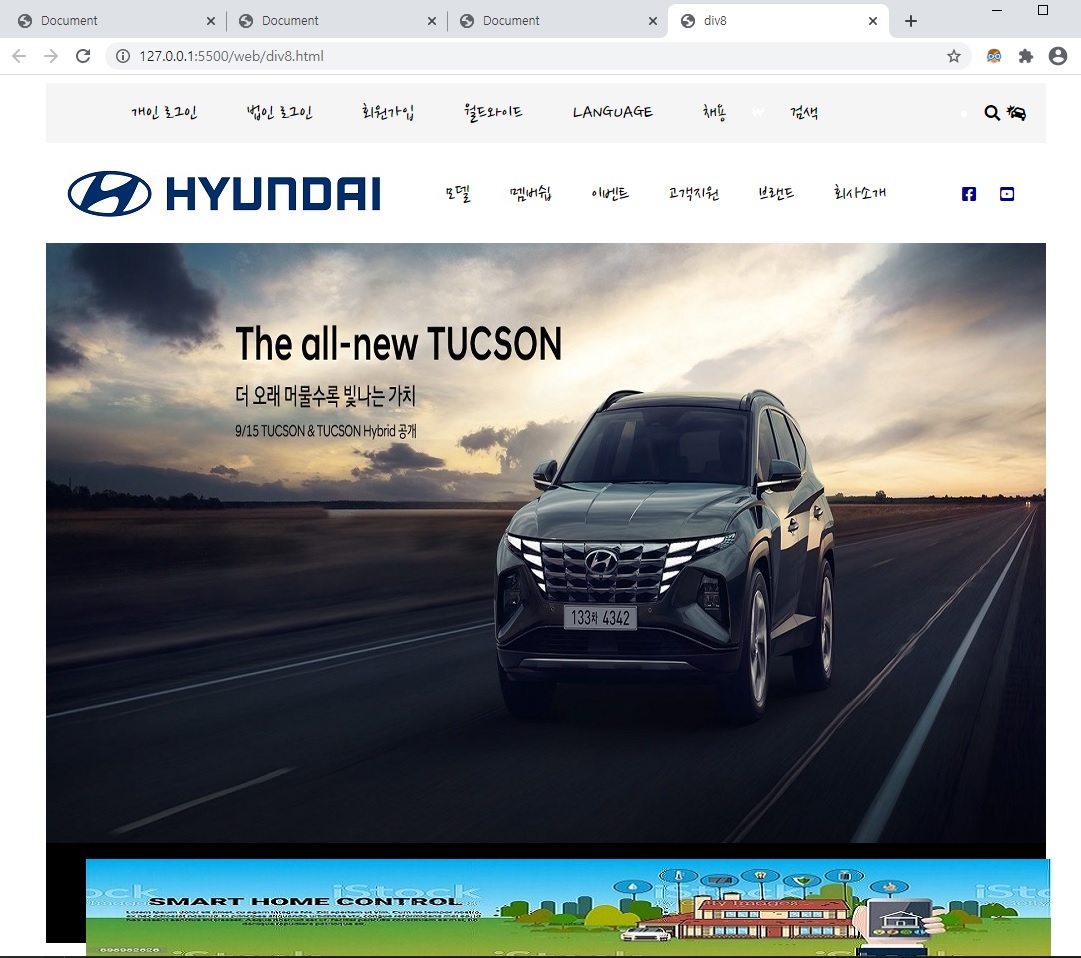 Document
Document
Document
div8
127.0.0.1:5500/web/div8.html
개인 로그인 법인 로그인 회원가입 월드와이드 LANGUAGE 채용 W 검색
HYUNDAI
모델 멤버쉽 이벤트 고객지원 브랜드 회사소개
The all-new TUCSON
더 오래 머물수록 빛나는 가치
9/15 TUCSON & TUCSON Hybrid 공개
133차 4342
SMART HOME CONTROL
iStock